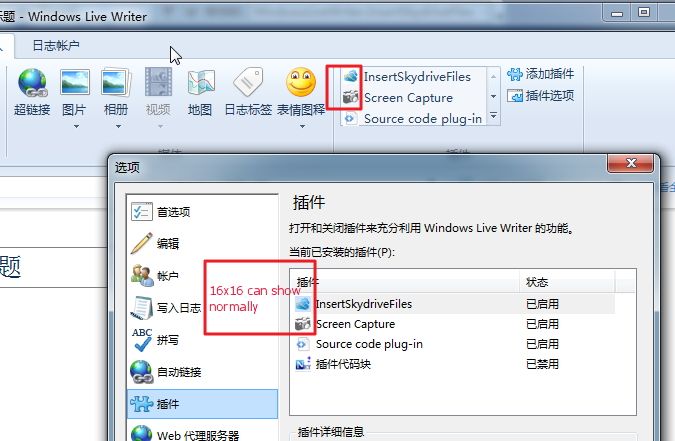 题 - Windows Live Writer
日志帐户
超链接
图片
相册
视频
地图
日志标签
表情图释
InsertSkydriveFiles
Screen Capture
Source code plug-in
添加插件
插件选项
插件
选项
首选项
编辑
帐户
写入日志
ABC
拼写
自动链接
插件
Web 代理服务器
题
插件
打开和关闭插件来充分利用 Windows Live Writer 的功能。
当前已安装的插件(P):
插件 状态
InsertSkydriveFiles 已启用
Screen Capture 已启用
Source code plug-in 已启用
插件代码块 已禁用
插件详细信息
16x16 can show
normally